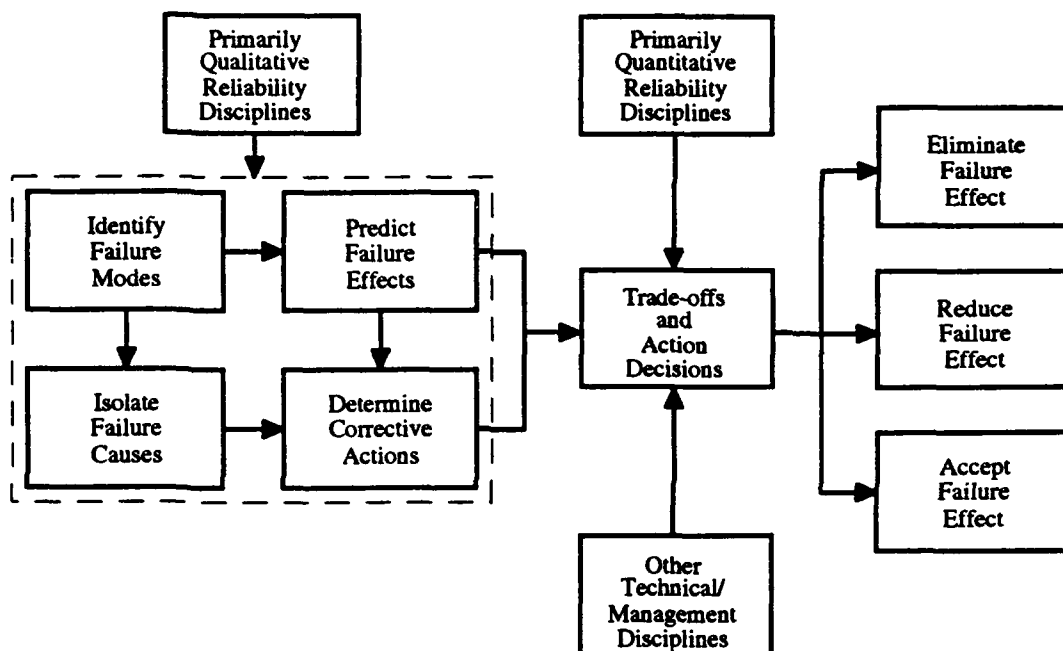 Primarily
Qualitative
Reliability
Disciplines
Primarily
Quantitative
Reliability
Disciplines
Eliminate
Failure
Effect
Identify
Failure
Modes
Predict
Failure
Effects
Trade-offs
and
Action
Decisions
Reduce
Failure
Effect
Isolate
Failure
Causes
Determine
Corrective
Actions
Accept
Failure
Effect
Other
Technical/
Management
Disciplines